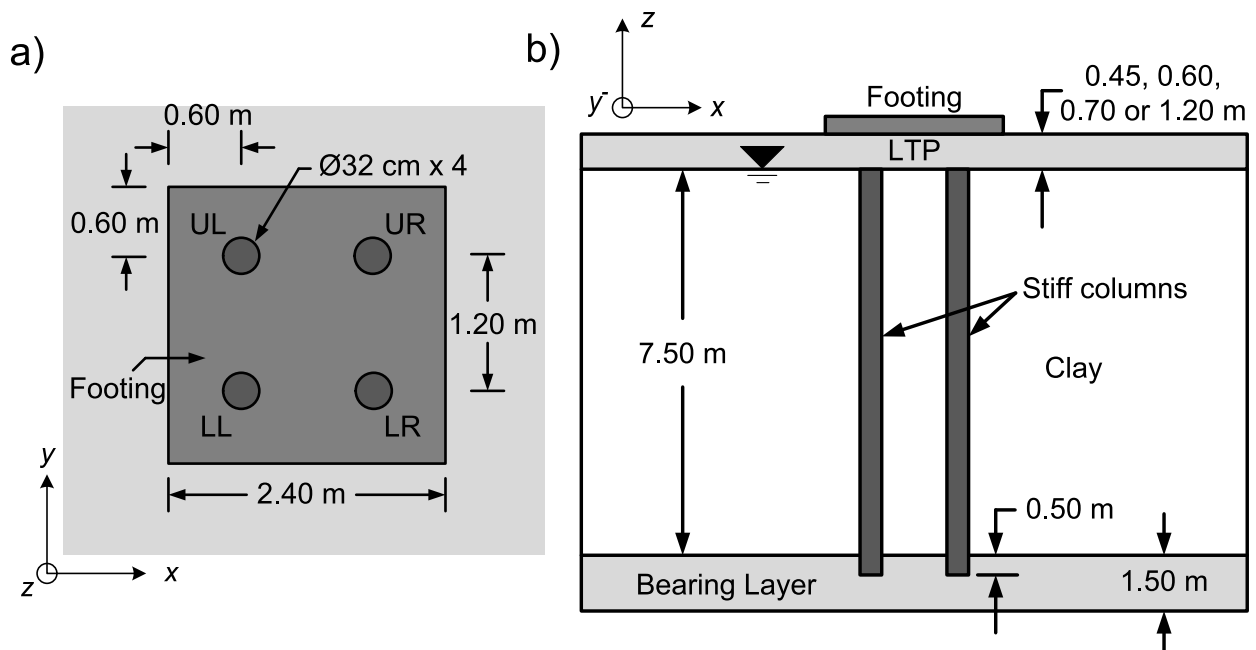 a)
0.60 m
Ø32 cm x 4
0.60 m
UL
UR
1.20 m
Footing
LL
LR
2.40 m
y
z
x
b)
z
y-
x
Footing
0.45, 0.60,
0.70 or 1.20 m
LTP
Stiff columns
7.50 m
Clay
0.50 m
Bearing Layer
1.50 m